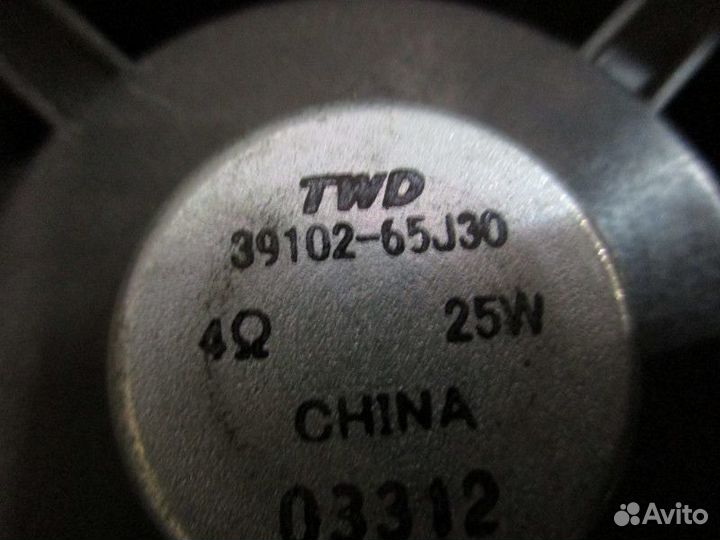 TWD
39102-65J30
4Ω 25W
CHINA
03312
Avito